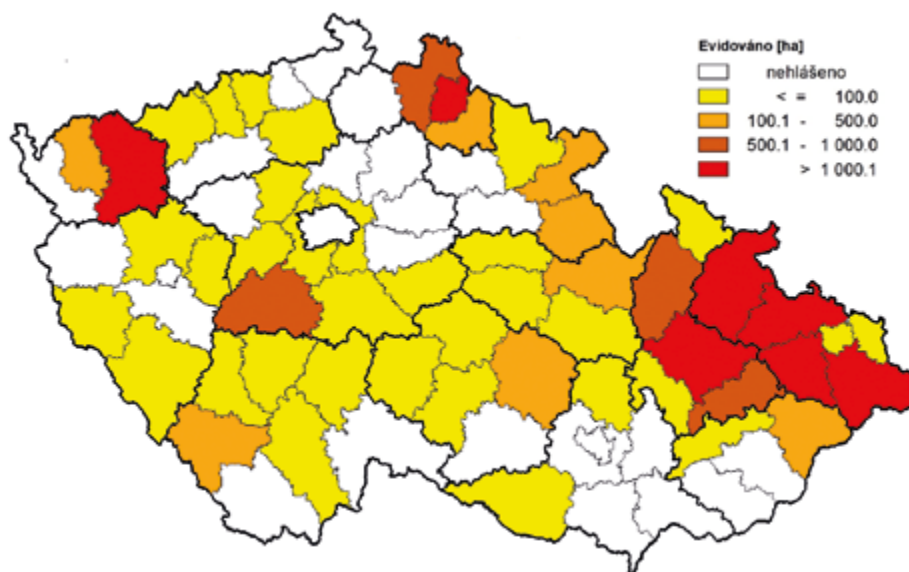 Evidováno [ha]
nehlášeno
< = 100.0
100.1 - 500.0
500.1 - 1 000.0
> 1 000.1